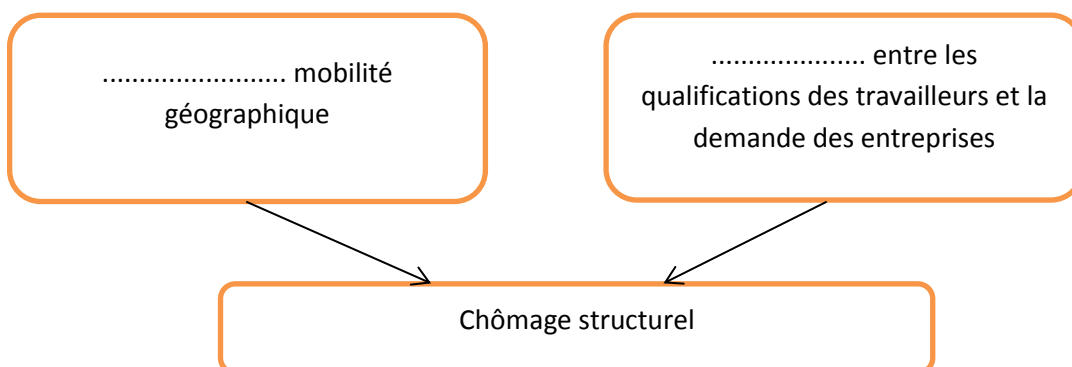 ......................... mobilité
géographique
..................... entre les
qualifications des travailleurs et la
demande des entreprises
Chômage structurel